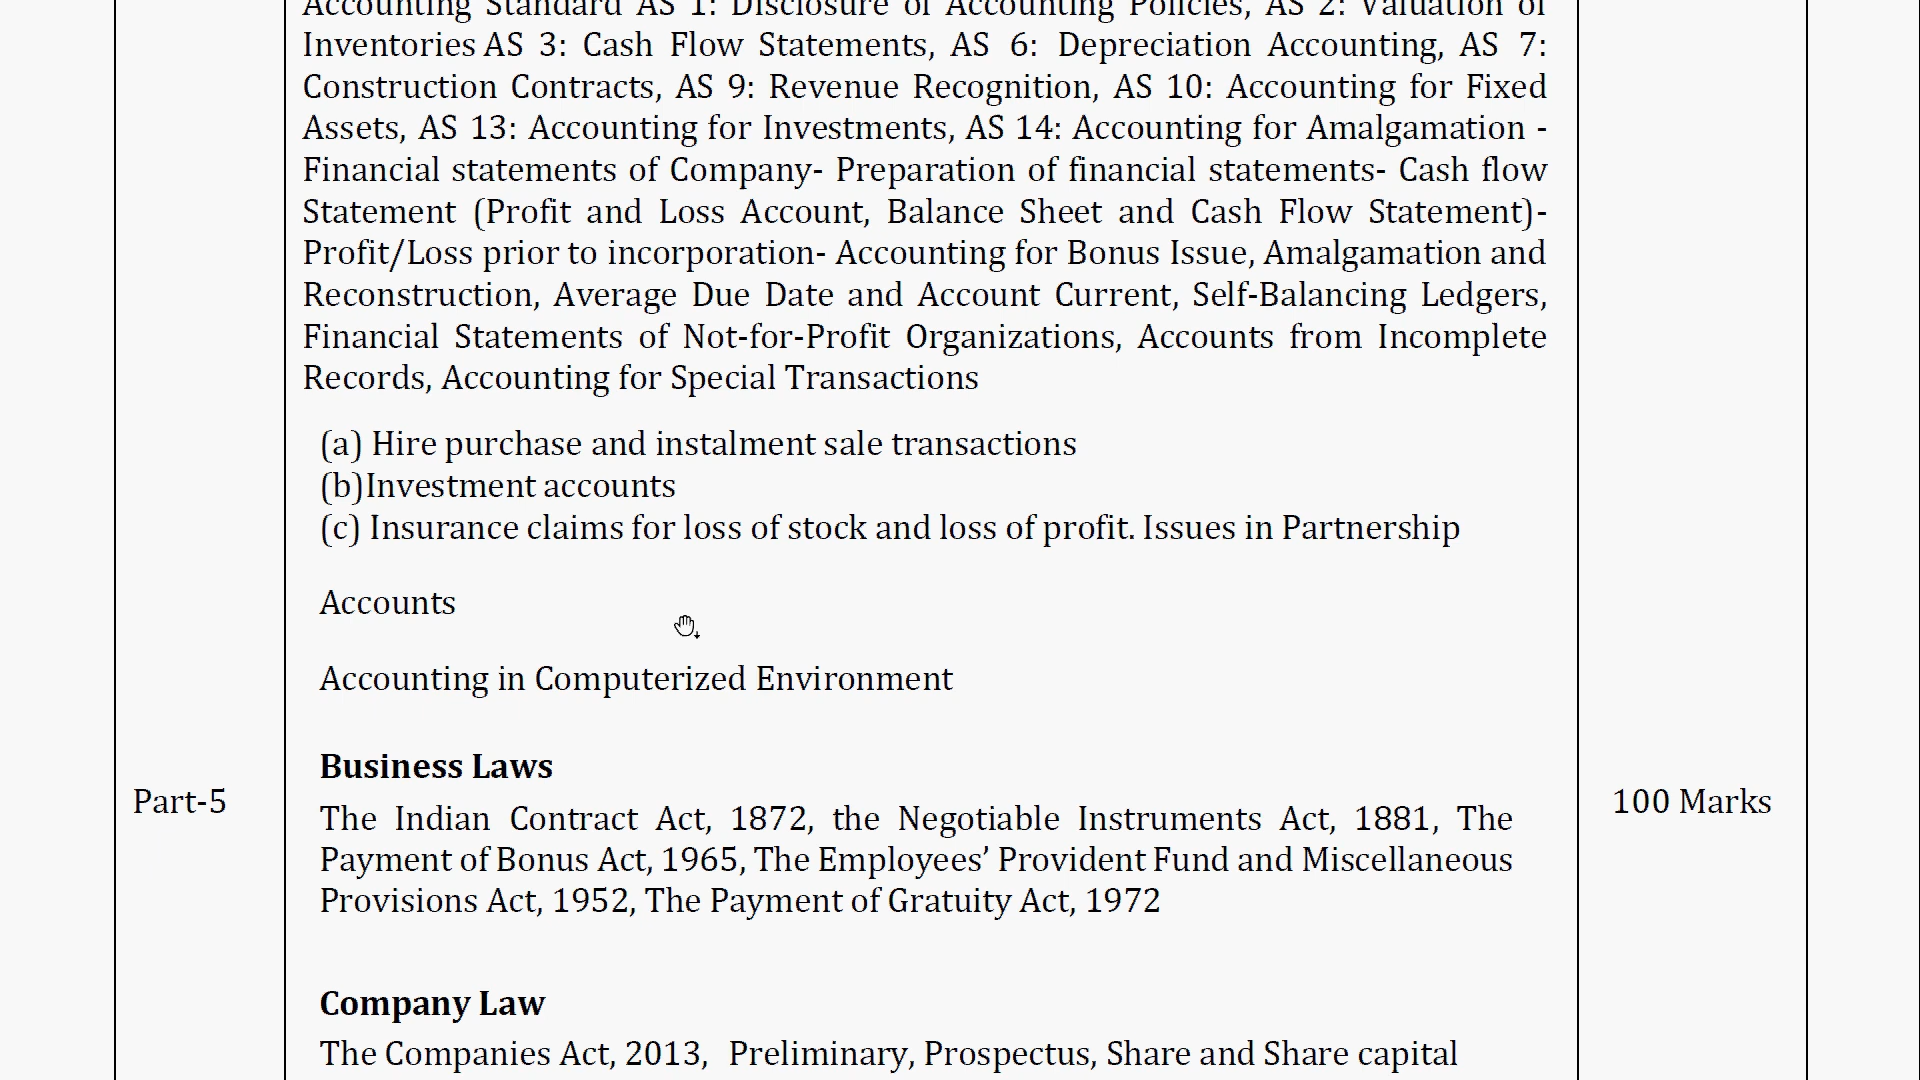 Accounting Standard AS 1: Disclosure of Accounting Policies, AS 2: Valuation of
Inventories AS 3: Cash Flow Statements, AS 6: Depreciation Accounting, AS 7:
Construction Contracts, AS 9: Revenue Recognition, AS 10: Accounting for Fixed
Assets, AS 13: Accounting for Investments, AS 14: Accounting for Amalgamation -
Financial statements of Company- Preparation of financial statements- Cash flow
Statement (Profit and Loss Account, Balance Sheet and Cash Flow Statement)-
Profit/Loss prior to incorporation- Accounting for Bonus Issue, Amalgamation and
Reconstruction, Average Due Date and Account Current, Self-Balancing Ledgers,
Financial Statements of Not-for-Profit Organizations, Accounts from Incomplete
Records, Accounting for Special Transactions
(a) Hire purchase and instalment sale transactions
(b)Investment accounts
(c) Insurance claims for loss of stock and loss of profit. Issues in Partnership
Accounts
Accounting in Computerized Environment
Business Laws
Part-5
100 Marks
The Indian Contract Act, 1872, the Negotiable Instruments Act, 1881, The
Payment of Bonus Act, 1965, The Employees’ Provident Fund and Miscellaneous
Provisions Act, 1952, The Payment of Gratuity Act, 1972
Company Law
The Companies Act, 2013, Preliminary, Prospectus, Share and Share capital